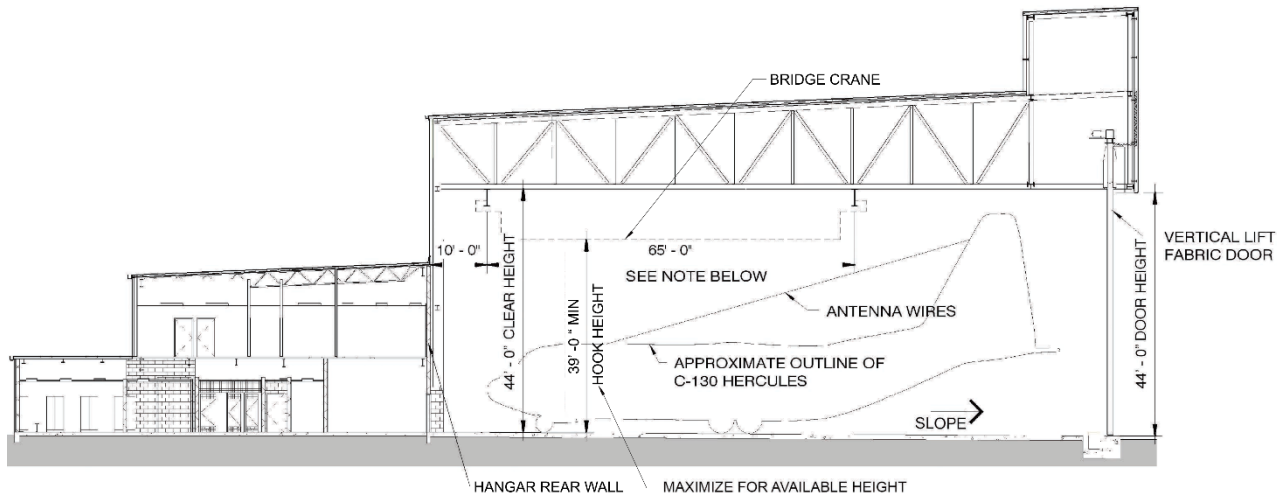 BRIDGE CRANE
10' - 0"
65' - 0"
SEE NOTE BELOW
VERTICAL LIFT
FABRIC DOOR
44' - 0" CLEAR HEIGHT
39' -0 " MIN
HOOK HEIGHT
ANTENNA WIRES
44' - 0" DOOR HEIGHT
APPROXIMATE OUTLINE OF
C-130 HERCULES
SLOPE
HANGAR REAR WALL
MAXIMIZE FOR AVAILABLE HEIGHT